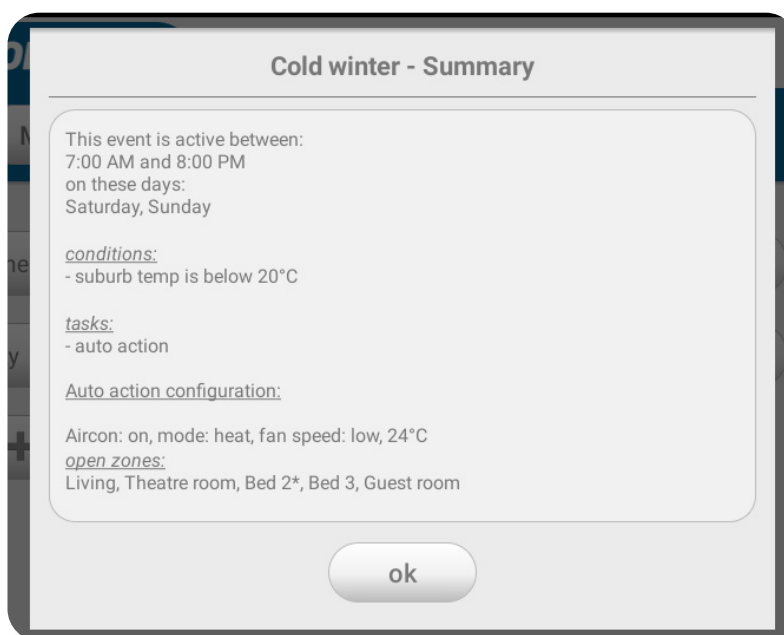 Cold winter - Summary
This event is active between:
7:00 AM and 8:00 PM
on these days:
Saturday, Sunday
conditions:
- suburb temp is below 20°C
tasks:
- auto action
Auto action configuration:
Aircon: on, mode: heat, fan speed: low, 24°C
open zones:
Living, Theatre room, Bed 2*, Bed 3, Guest room
ok